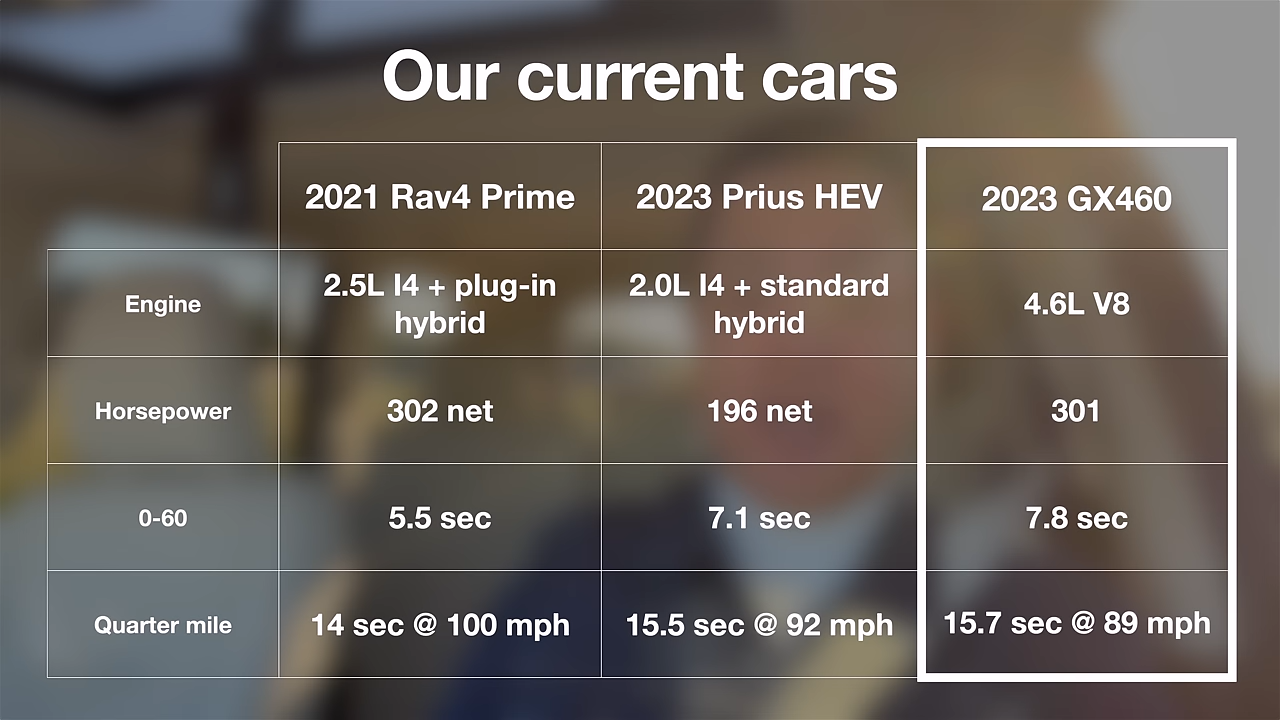 Our current cars
2021 Rav4 Prime
2023 Prius HEV
2023 GX460
Engine
2.5L I4 + plug-in
hybrid
2.0L I4 + standard
hybrid
4.6L V8
Horsepower
302 net
196 net
301
0-60
5.5 sec
7.1 sec
7.8 sec
Quarter mile
14 sec @ 100 mph
15.5 sec @ 92 mph
15.7 sec @ 89 mph